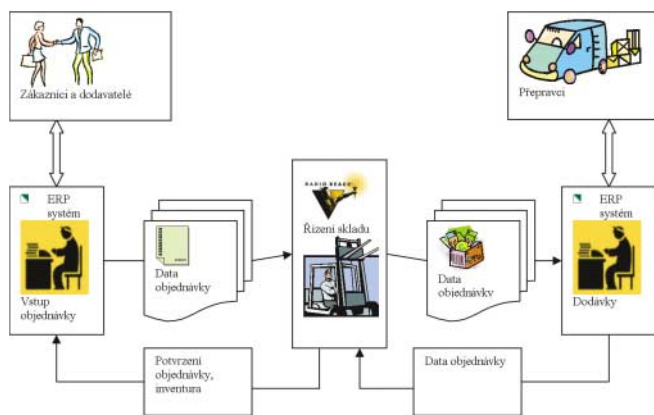 Zákazníci a dodavatelé
Přepravci
ERP
systém
Vstup
objednávky
Data
objednávky
RADIO BEACON
Řízení skladu
Data
objednávky
ERP
systém
Dodávky
Potvrzení
objednávky,
inventura
Data objednávky